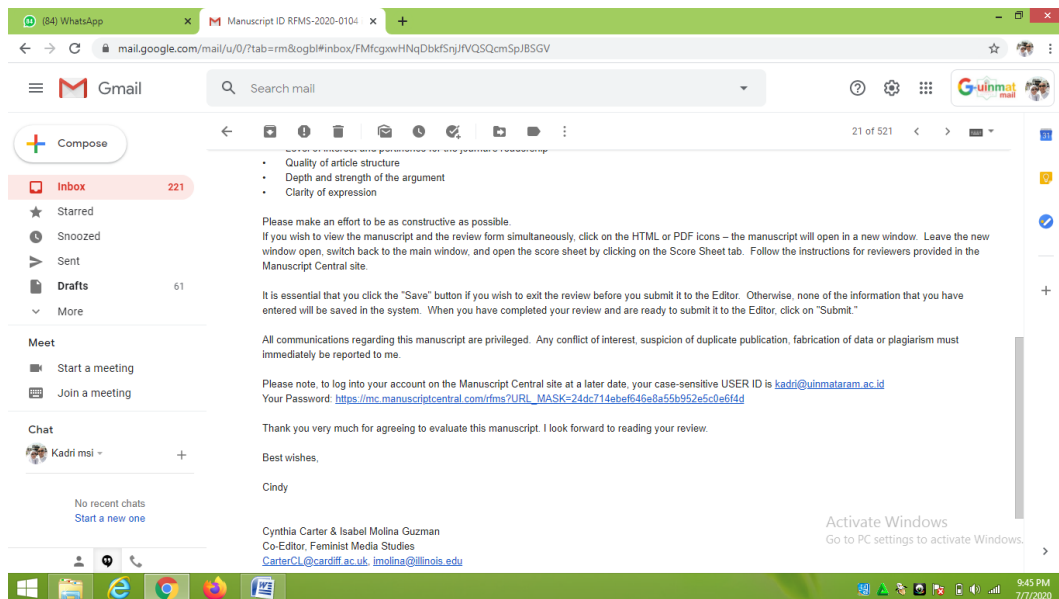 (84) WhatsApp
Manuscript ID RFMS-2020-0104
mail.google.com/mail/u/0/?tab=rm&ogbl#inbox/FMfcgxwHNqDbkfSnjJfVQSQcmSpJBSGV
Gmail
Search mail
G-uinmat
mail
Compose
21 of 521
Inbox 221
Starred
Snoozed
Sent
Drafts 61
More
Meet
Start a meeting
Join a meeting
Chat
Kadri msi
No recent chats
Start a new one
• Level of interest and pertinence for the journal's readership
• Quality of article structure
• Depth and strength of the argument
• Clarity of expression
Please make an effort to be as constructive as possible.
If you wish to view the manuscript and the review form simultaneously, click on the HTML or PDF icons – the manuscript will open in a new window. Leave the new
window open, switch back to the main window, and open the score sheet by clicking on the Score Sheet tab. Follow the instructions for reviewers provided in the
Manuscript Central site.
It is essential that you click the "Save" button if you wish to exit the review before you submit it to the Editor. Otherwise, none of the information that you have
entered will be saved in the system. When you have completed your review and are ready to submit it to the Editor, click on "Submit."
All communications regarding this manuscript are privileged. Any conflict of interest, suspicion of duplicate publication, fabrication of data or plagiarism must
immediately be reported to me.
Please note, to log into your account on the Manuscript Central site at a later date, your case-sensitive USER ID is kadri@uinmataram.ac.id
Your Password: https://mc.manuscriptcentral.com/rfms?URL_MASK=24dc714ebef646e8a55b952e5c0e6f4d
Thank you very much for agreeing to evaluate this manuscript. I look forward to reading your review.
Best wishes,
Cindy
Cynthia Carter & Isabel Molina Guzman
Co-Editor, Feminist Media Studies
CarterCL@cardiff.ac.uk, imolina@illinois.edu
Activate Windows
Go to PC settings to activate Windows.
9:45 PM
7/7/2020